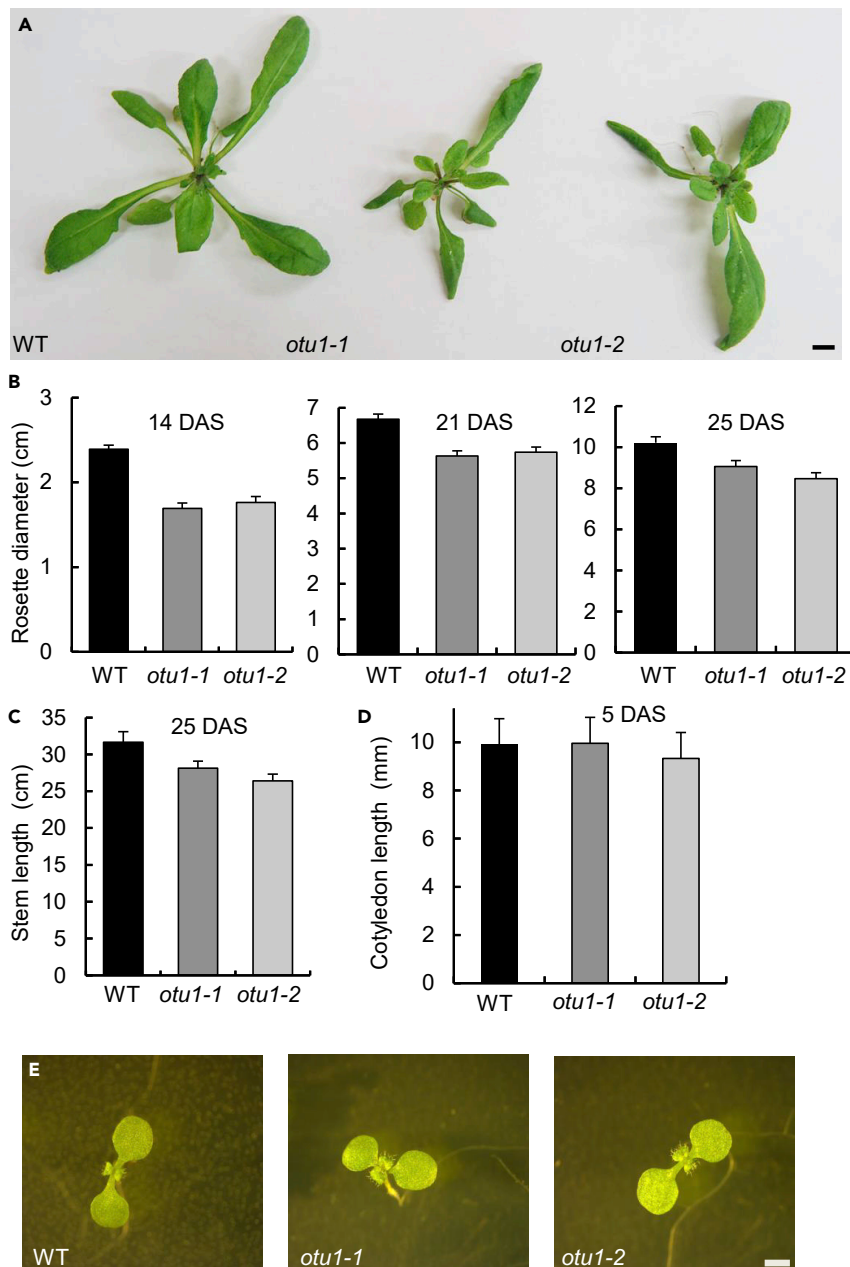 A
WT otu1-1 otu1-2
B
Rosette diameter (cm)
14 DAS
3
2
1
0
WT otu1-1 otu1-2
21 DAS
7
6
5
4
3
2
1
0
WT otu1-1 otu1-2
25 DAS
12
10
8
6
4
2
0
WT otu1-1 otu1-2
C
Stem length (cm)
25 DAS
35
30
25
20
15
10
5
0
WT otu1-1 otu1-2
D
Cotyledon length (mm)
5 DAS
10
8
6
4
2
0
WT otu1-1 otu1-2
E
WT
otu1-1
otu1-2